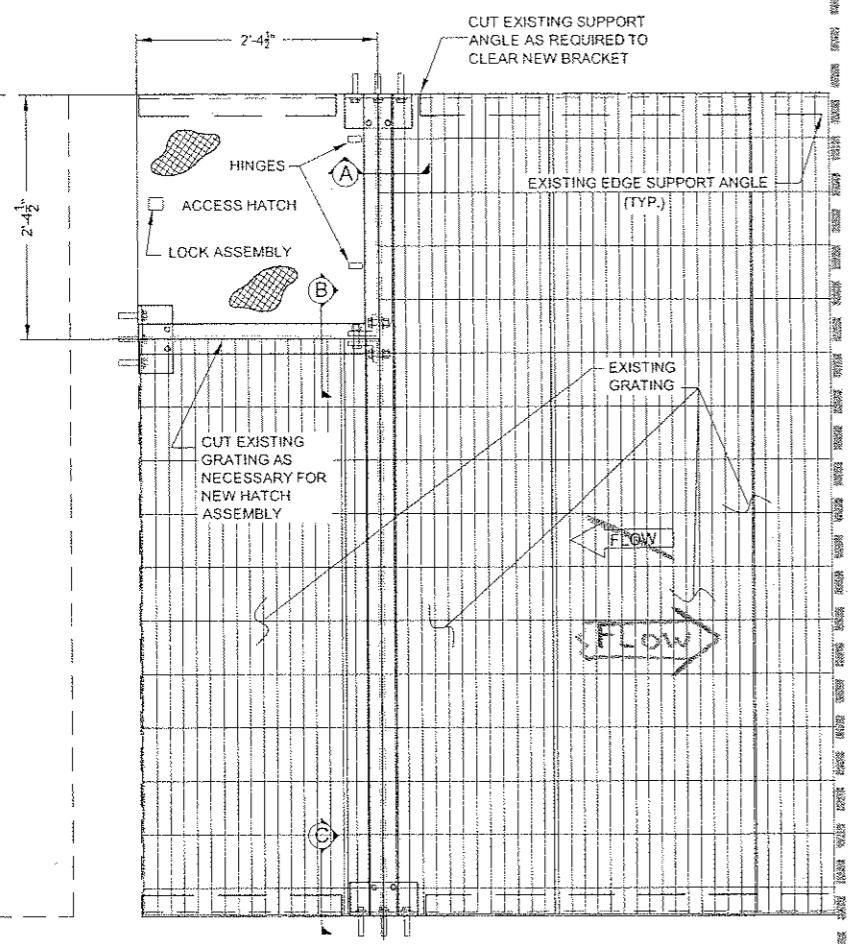 CUT EXISTING SUPPORT
ANGLE AS REQUIRED TO
CLEAR NEW BRACKET
2'-4½"
2'-4½"
HINGES
A
EXISTING EDGE SUPPORT ANGLE
(TYP.)
ACCESS HATCH
LOCK ASSEMBLY
B
EXISTING
GRATING
CUT EXISTING
GRATING AS
NECESSARY FOR
NEW HATCH
ASSEMBLY
FLOW
FLOW
C